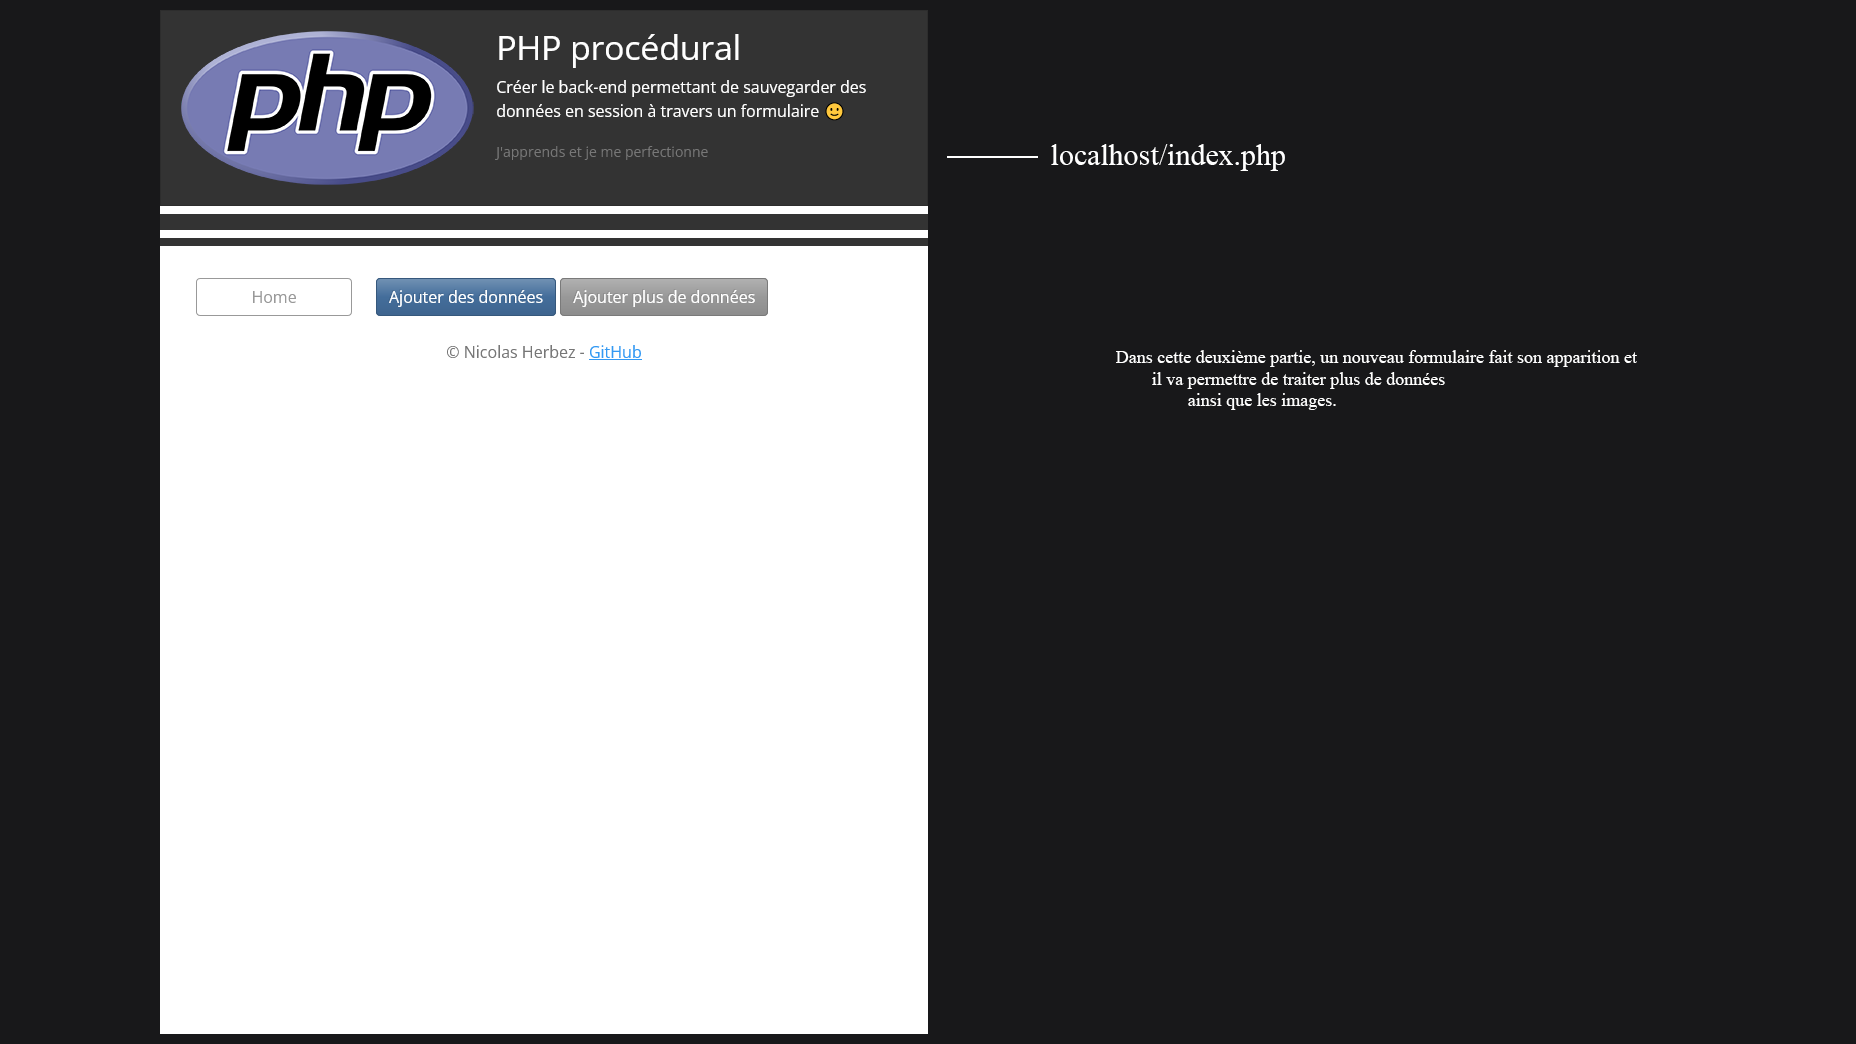 php
PHP procédural
Créer le back-end permettant de sauvegarder des
données en session à travers un formulaire 🙂
J'apprends et je me perfectionne
localhost/index.php
Home
Ajouter des données
Ajouter plus de données
© Nicolas Herbez - GitHub
Dans cette deuxième partie, un nouveau formulaire fait son apparition et
il va permettre de traiter plus de données
ainsi que les images.